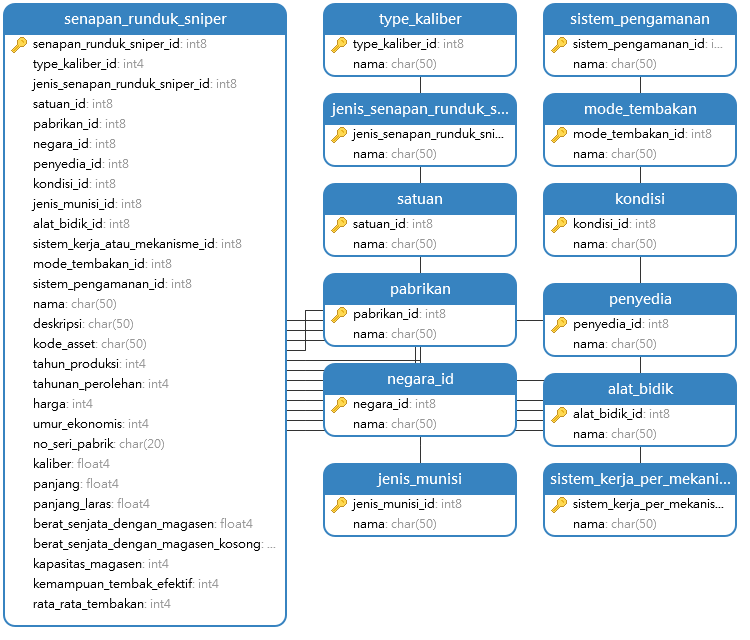 senapan_runduk_sniper
senapan_runduk_sniper_id: int8
type_kaliber_id: int4
jenis_senapan_runduk_sniper_id: int8
satuan_id: int8
pabrikan_id: int8
negara_id: int8
penyedia_id: int8
kondisi_id: int8
jenis_munisi_id: int8
alat_bidik_id: int8
sistem_kerja_atau_mekanisme_id: int8
mode_tembakan_id: int8
sistem_pengamanan_id: int8
nama: char(50)
deskripsi: char(50)
kode_asset: char(50)
tahun_produksi: int4
tahunan_perolehan: int4
harga: int4
umur_ekonomis: int4
no_seri_pabrik: char(20)
kaliber: float4
panjang: float4
panjang_laras: float4
berat_senjata_dengan_magasen: float4
berat_senjata_dengan_magasen_kosong: ...
kapasitas_magasen: int4
kemampuan_tembak_efektif: int4
rata_rata_tembakan: int4
type_kaliber
type_kaliber_id: int8
nama: char(50)
jenis_senapan_runduk_s...
jenis_senapan_runduk_sni...
nama: char(50)
satuan
satuan_id: int8
nama: char(50)
pabrikan
pabrikan_id: int8
nama: char(50)
negara_id
negara_id: int8
nama: char(50)
jenis_munisi
jenis_munisi_id: int8
nama: char(50)
sistem_pengamanan
sistem_pengamanan_id: i...
nama: char(50)
mode_tembakan
mode_tembakan_id: int8
nama: char(50)
kondisi
kondisi_id: int8
nama: char(50)
penyedia
penyedia_id: int8
nama: char(50)
alat_bidik
alat_bidik_id: int8
nama: char(50)
sistem_kerja_per_mekani...
sistem_kerja_per_mekanis...
nama: char(50)